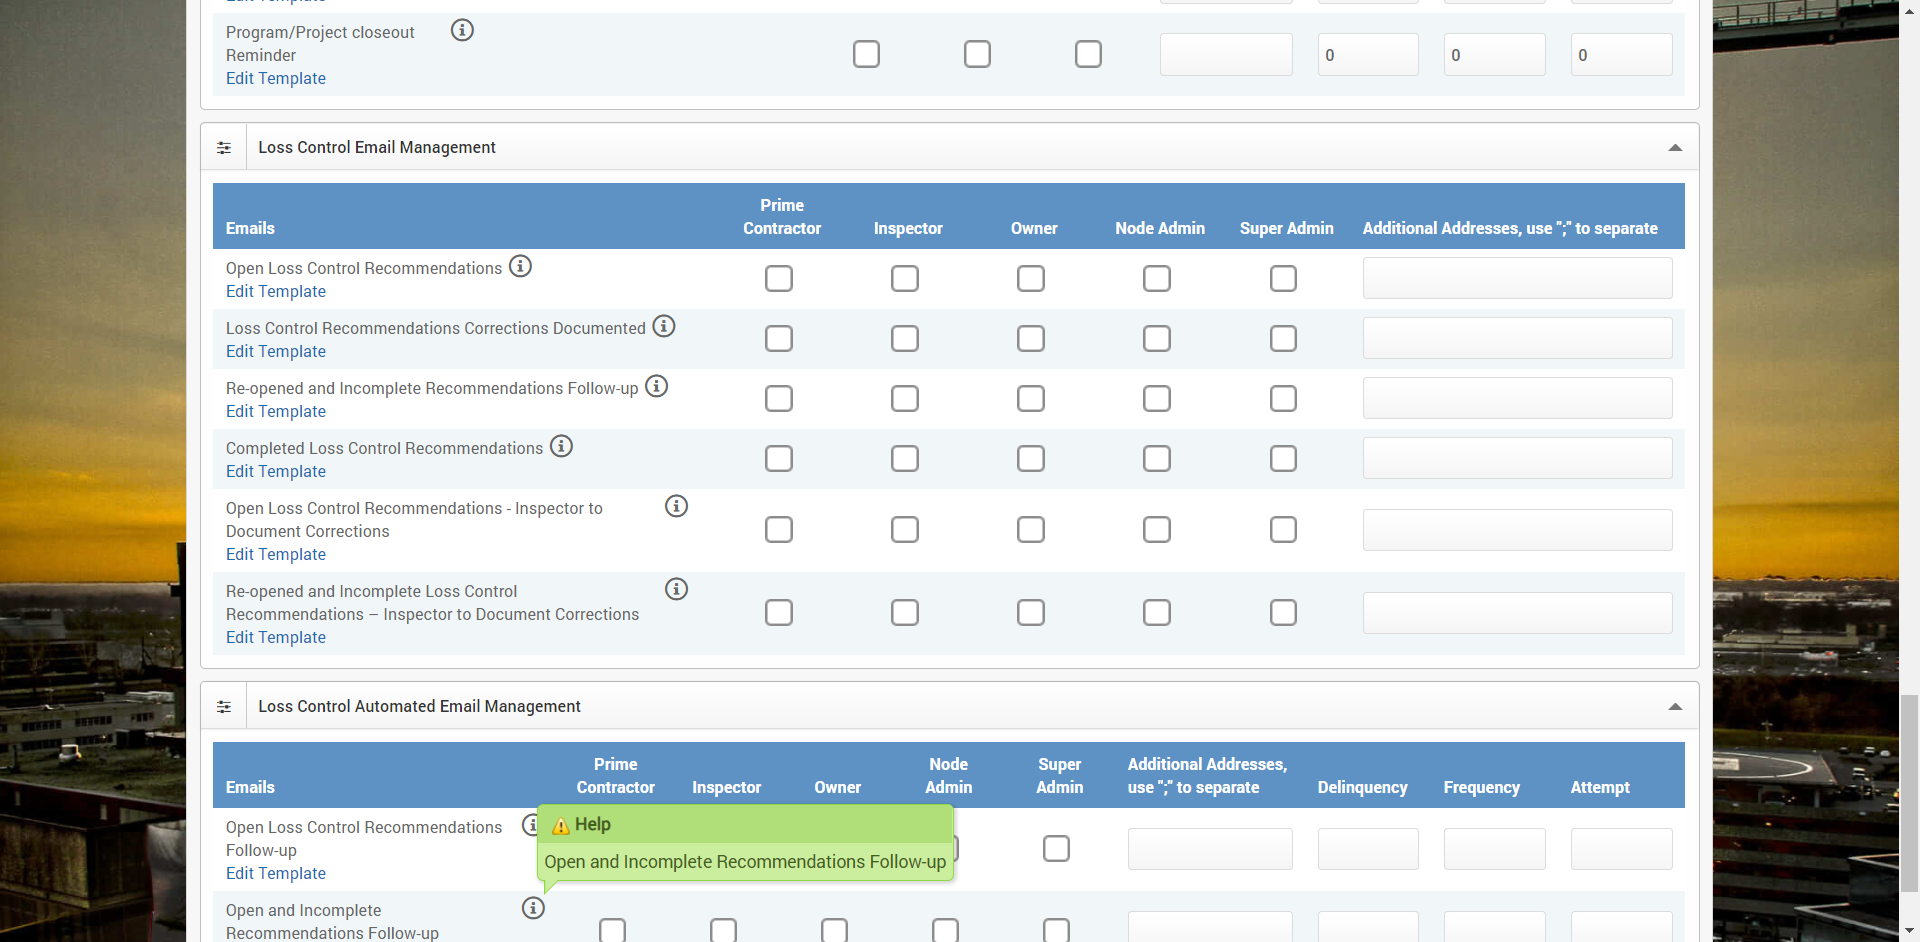 Program/Project closeout
Reminder
Edit Template
0
0
0
Loss Control Email Management
Emails
Prime
Contractor
Inspector
Owner
Node Admin
Super Admin
Additional Addresses, use ";" to separate
Open Loss Control Recommendations
Edit Template
Loss Control Recommendations Corrections Documented
Edit Template
Re-opened and Incomplete Recommendations Follow-up
Edit Template
Completed Loss Control Recommendations
Edit Template
Open Loss Control Recommendations - Inspector to
Document Corrections
Edit Template
Re-opened and Incomplete Loss Control
Recommendations – Inspector to Document Corrections
Edit Template
Loss Control Automated Email Management
Emails
Prime
Contractor
Inspector
Owner
Node
Admin
Super
Admin
Additional Addresses,
use ";" to separate
Delinquency
Frequency
Attempt
Open Loss Control Recommendations
Follow-up
Edit Template
Help
Open and Incomplete Recommendations Follow-up
Open and Incomplete
Recommendations Follow-up